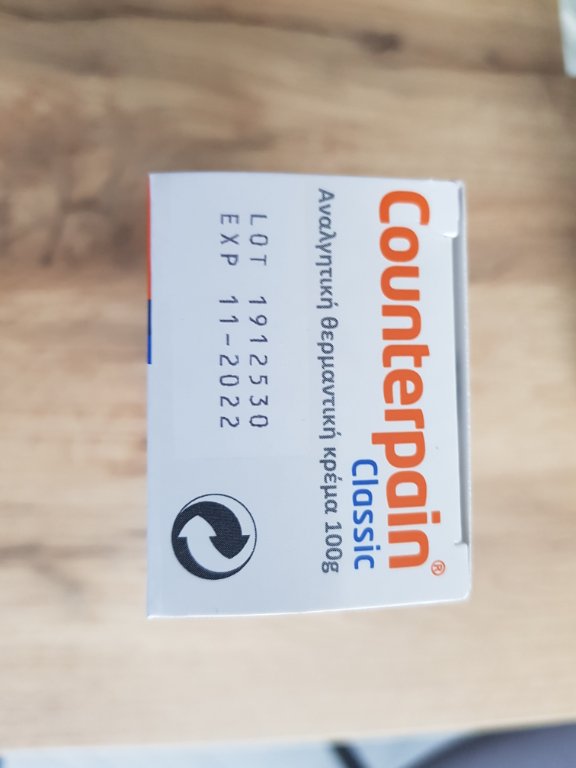 Counterpain®
Classic
Αναλγητική θερμαντική κρέμα 100g
LOT 1912530
EXP 11-2022